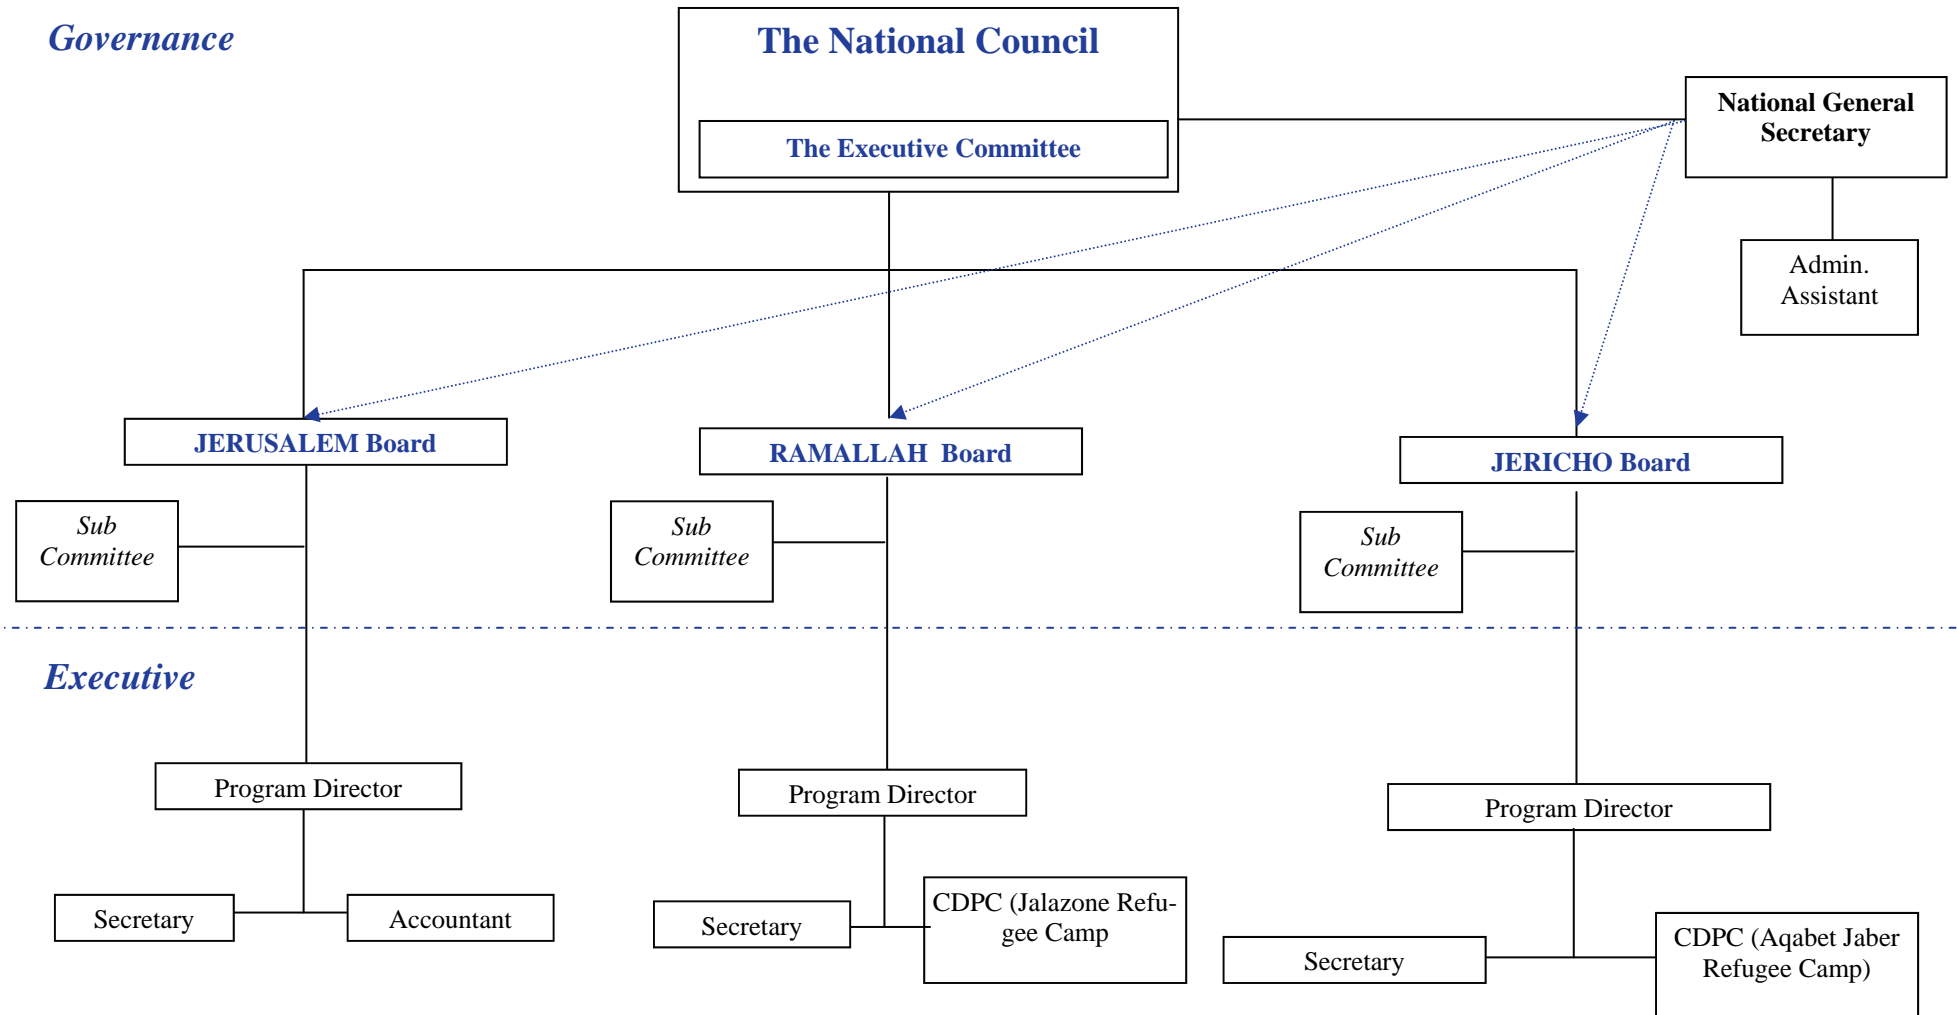 Governance
The National Council
The Executive Committee
National General
Secretary
Admin.
Assistant
JERUSALEM Board
RAMALLAH  Board
JERICHO Board
Sub
Committee
Sub
Committee
Sub
Committee
Executive
Program Director
Program Director
Program Director
Secretary
Accountant
Secretary
CDPC (Jalazone Refu-
gee Camp
Secretary
CDPC (Aqabet Jaber
Refugee Camp)